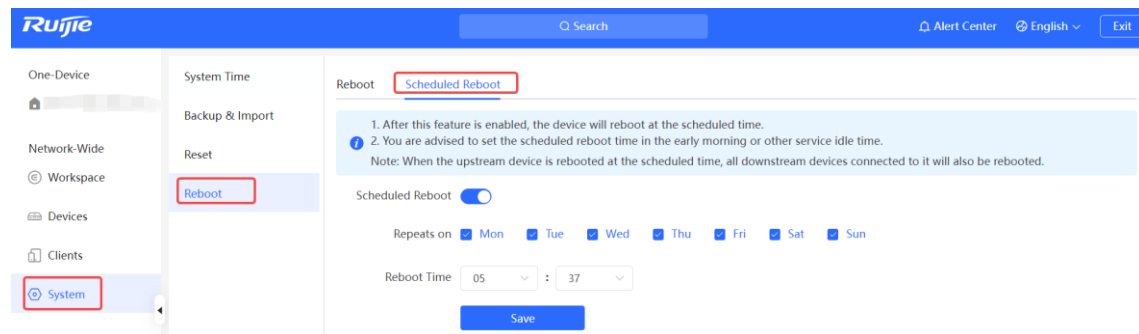 Ruijie
Search
Alert Center
English
Exit
One-Device
Network-Wide
Workspace
Devices
Clients
System
System Time
Backup & Import
Reset
Reboot
Reboot
Scheduled Reboot
1. After this feature is enabled, the device will reboot at the scheduled time.
2. You are advised to set the scheduled reboot time in the early morning or other service idle time.
Note: When the upstream device is rebooted at the scheduled time, all downstream devices connected to it will also be rebooted.
Scheduled Reboot
Repeats on Mon Tue Wed Thu Fri Sat Sun
Reboot Time 05 : 37
Save